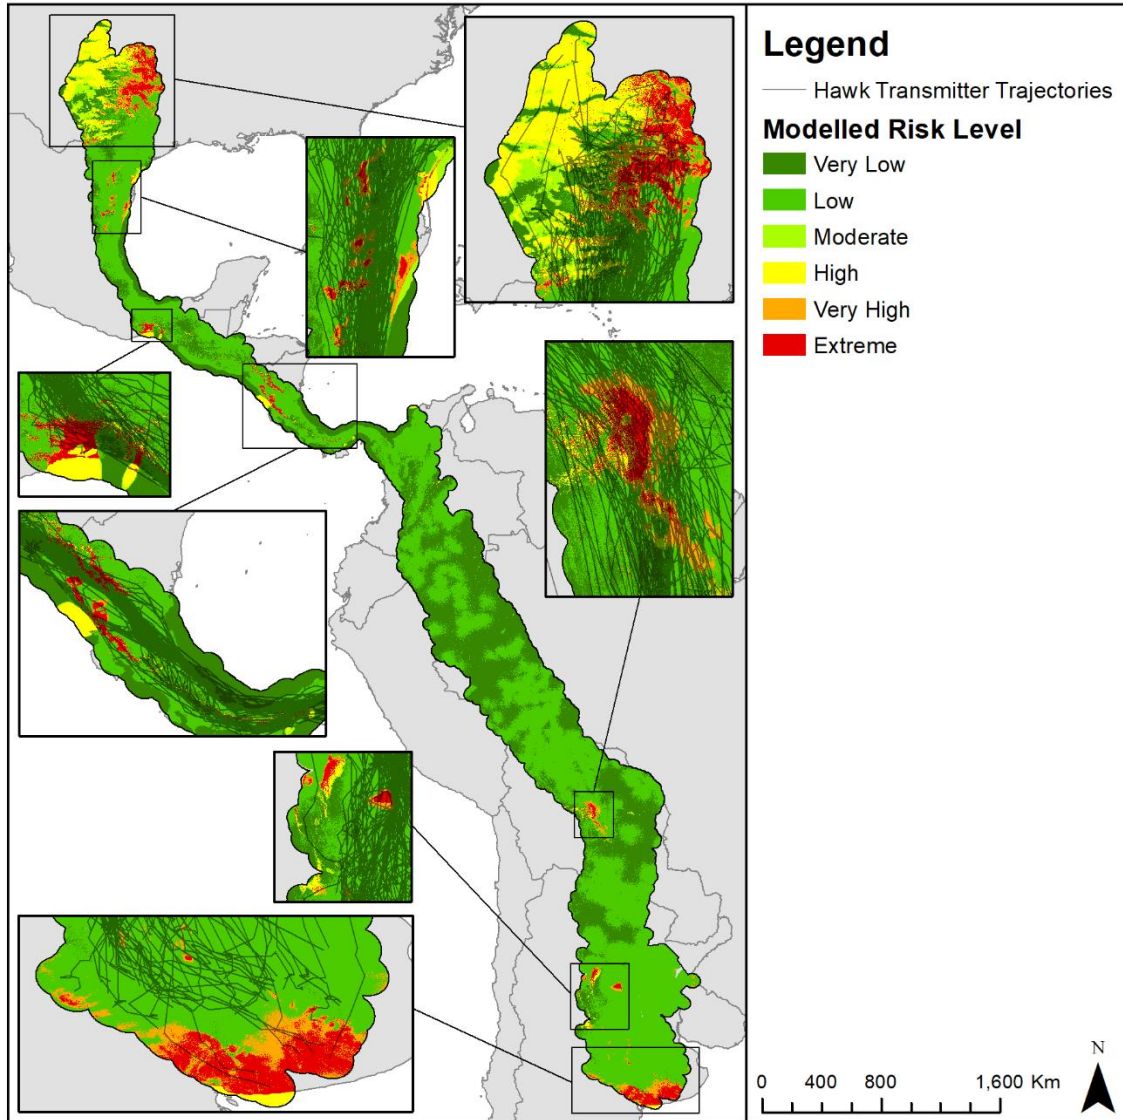 Legend
Hawk Transmitter Trajectories
Modelled Risk Level
Very Low
Low
Moderate
High
Very High
Extreme
N
0 400 800 1,600 Km